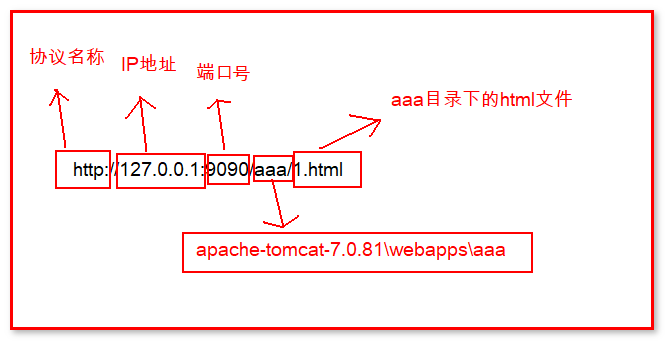 协议名称
IP地址
端口号
aaa目录下的html文件
http://127.0.0.1:9090/aaa/1.html
apache-tomcat-7.0.81\webapps\aaa